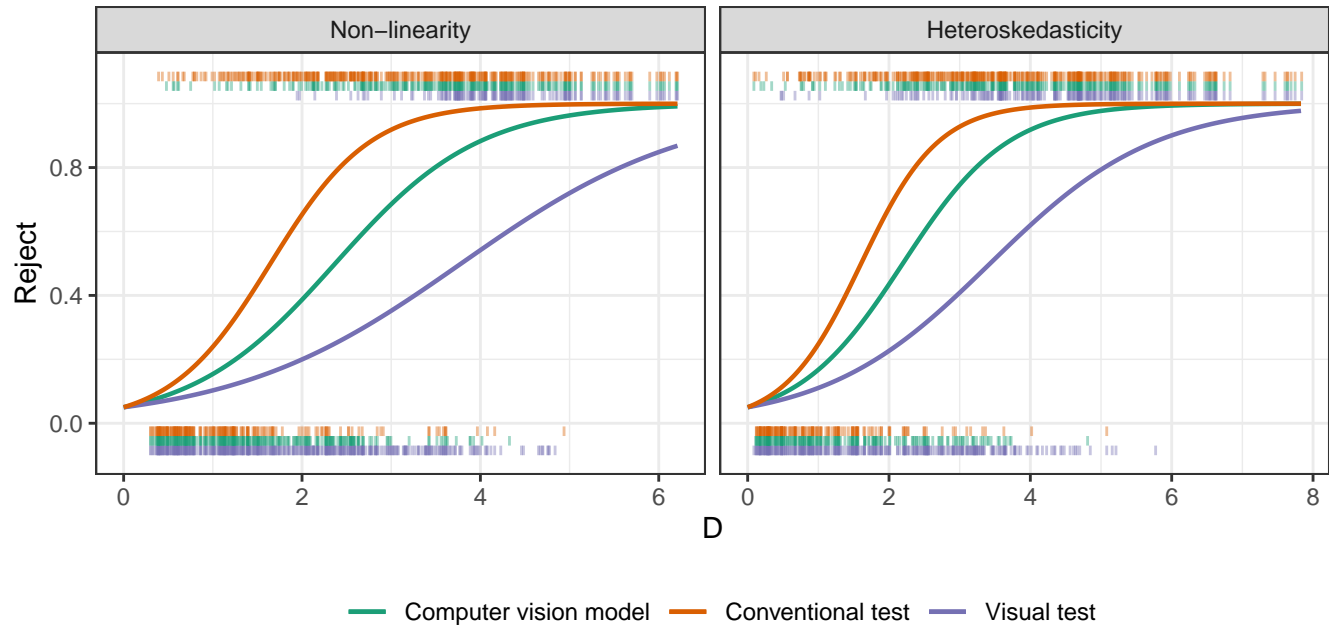 Non−linearity
Heteroskedasticity
Reject
0.8
0.4
0.0
0 2 4 6
0 2 4 6 8
D
Computer vision model Conventional test Visual test